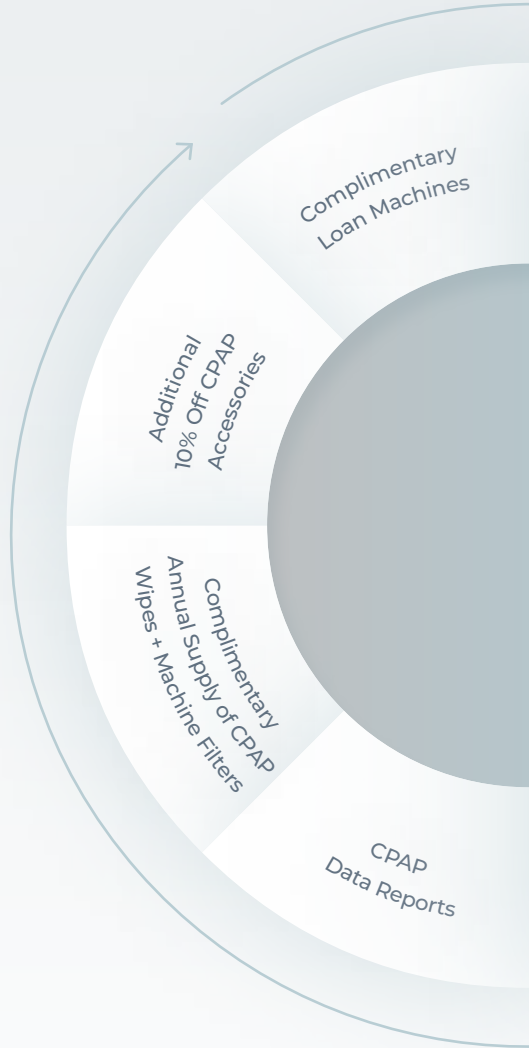 Complimentary
Loan Machines
Additional
10% Off CPAP
Accessories
Complimentary
Annual Supply of CPAP
Wipes + Machine Filters
CPAP
Data Reports